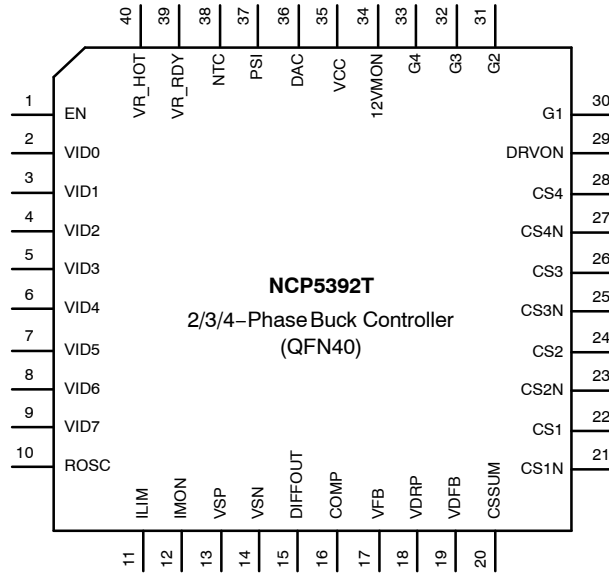 40 39 38 37 36 35 34 33 32 31
VR_HOT VR_RDY NTC PSI DAC VCC 12VMON G4 G3 G2
1 EN
2 VID0
3 VID1
4 VID2
5 VID3
6 VID4
7 VID5
8 VID6
9 VID7
10 ROSC
NCP5392T
2/3/4−Phase Buck Controller
(QFN40)
G1 30
DRVON 29
CS4 28
CS4N 27
CS3 26
CS3N 25
CS2 24
CS2N 23
CS1 22
CS1N 21
ILIM IMON VSP VSN DIFFOUT COMP VFB VDRP VDFB CSSUM
11 12 13 14 15 16 17 18 19 20